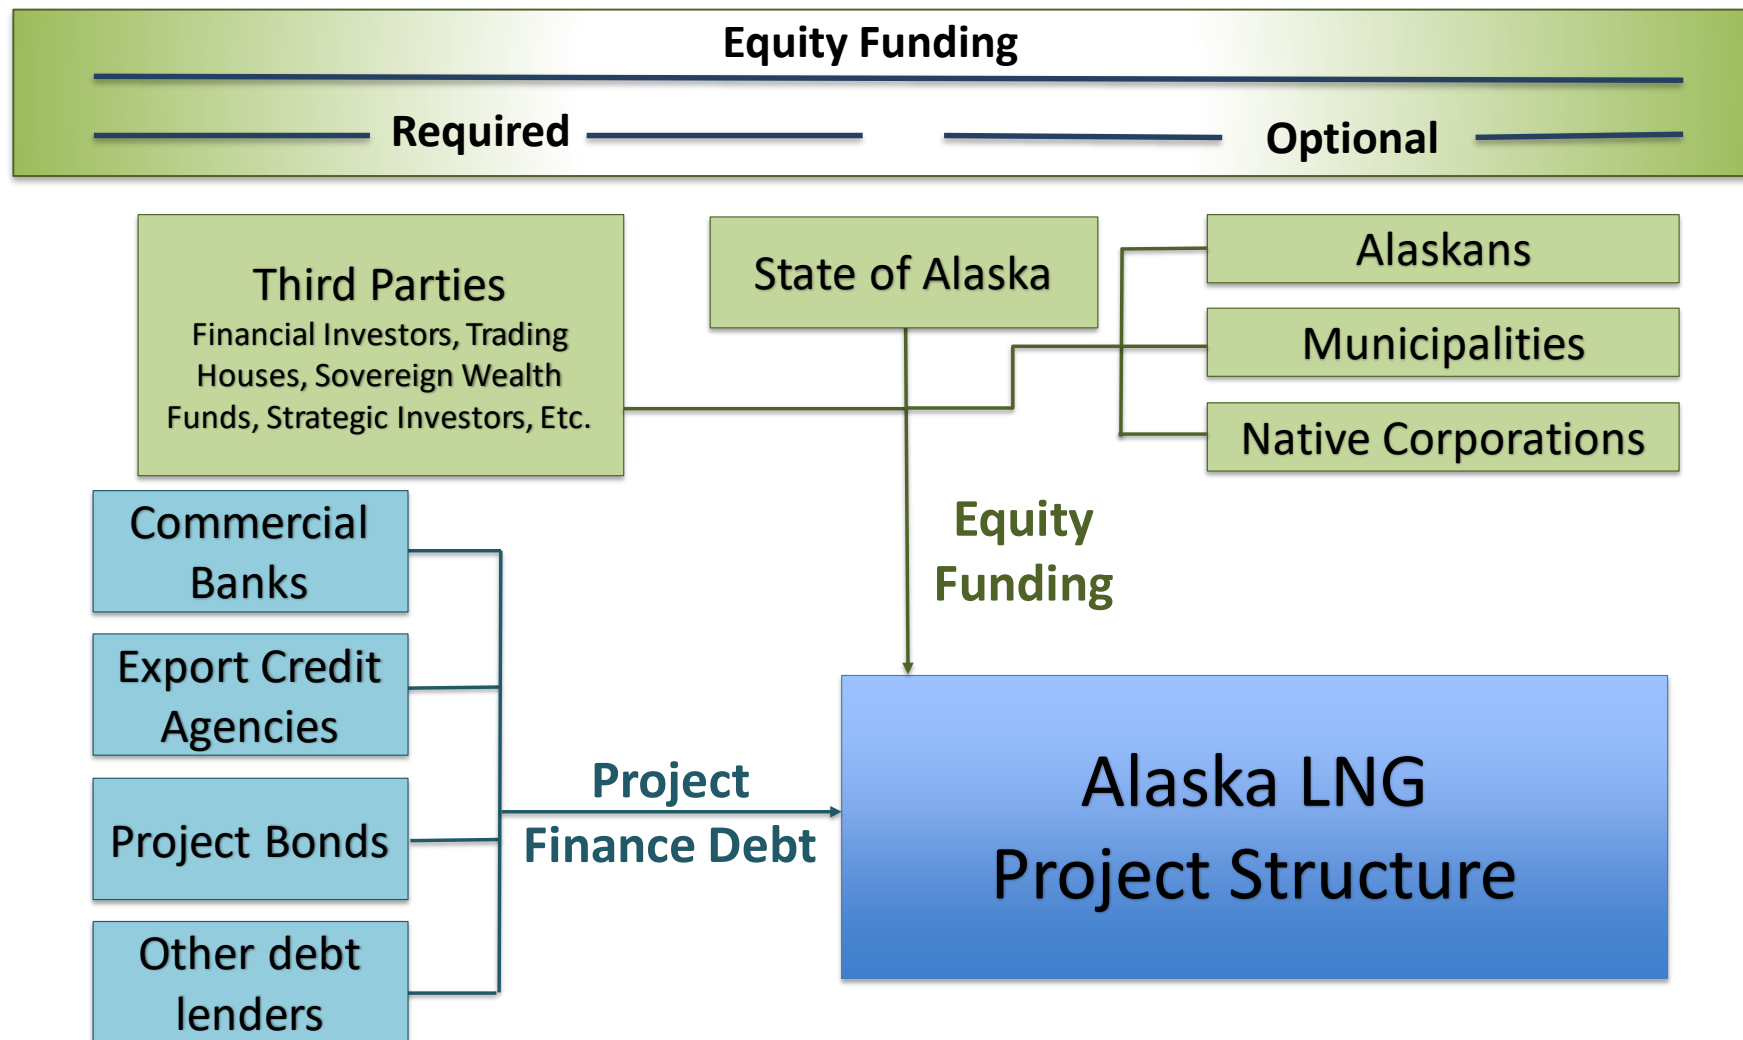 Equity Funding
Required
Optional
Third Parties
Financial Investors, Trading
Houses, Sovereign Wealth
Funds, Strategic Investors, Etc.
State of Alaska
Alaskans
Municipalities
Native Corporations
Equity
Funding
Commercial
Banks
Export Credit
Agencies
Project Bonds
Other debt
lenders
Project
Finance Debt
Alaska LNG
Project Structure